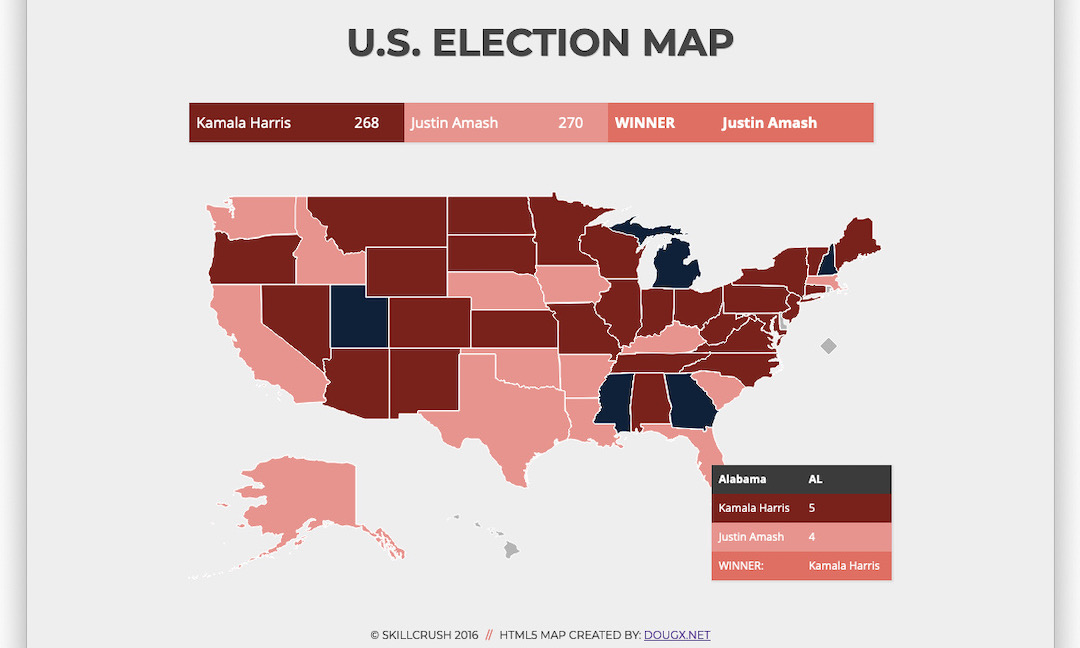 U.S. ELECTION MAP
Kamala Harris 268 Justin Amash 270 WINNER Justin Amash
Alabama AL
Kamala Harris 5
Justin Amash 4
WINNER: Kamala Harris
© SKILLCRUSH 2016 // HTML5 MAP CREATED BY: DOUGX.NET